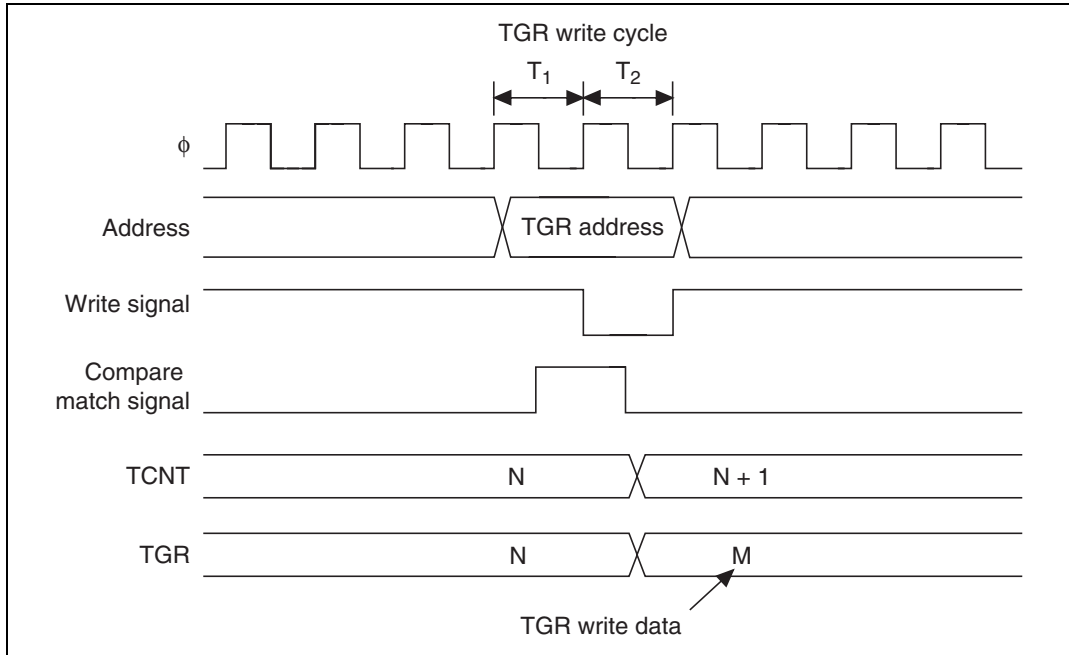 TGR write cycle
T1 T2
ϕ
Address TGR address
Write signal
Compare
match signal
TCNT N N + 1
TGR N M
TGR write data